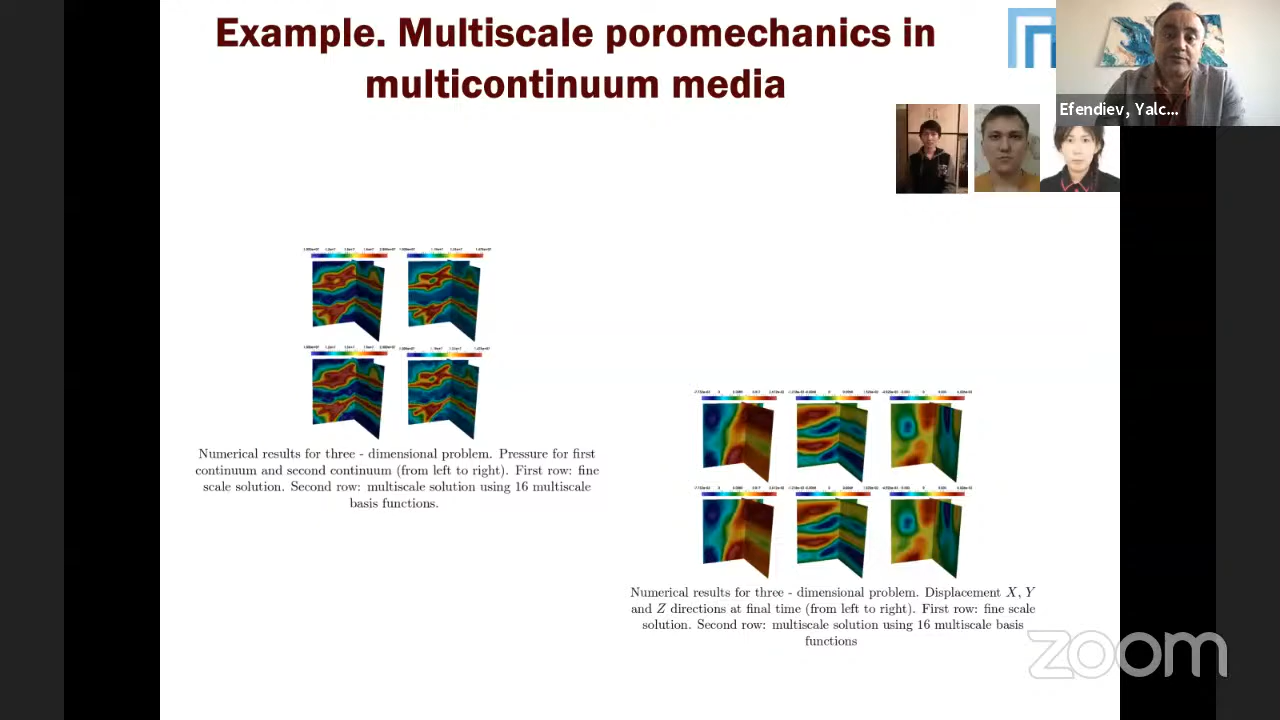 Example. Multiscale poromechanics in
multicontinuum media
Efendiev, Yalc...
Numerical results for three - dimensional problem. Pressure for first
continuum and second continuum (from left to right). First row: fine
scale solution. Second row: multiscale solution using 16 multiscale
basis functions.
Numerical results for three - dimensional problem. Displacement X, Y
and Z directions at final time (from left to right). First row: fine scale
solution. Second row: multiscale solution using 16 multiscale basis
functions
zoom